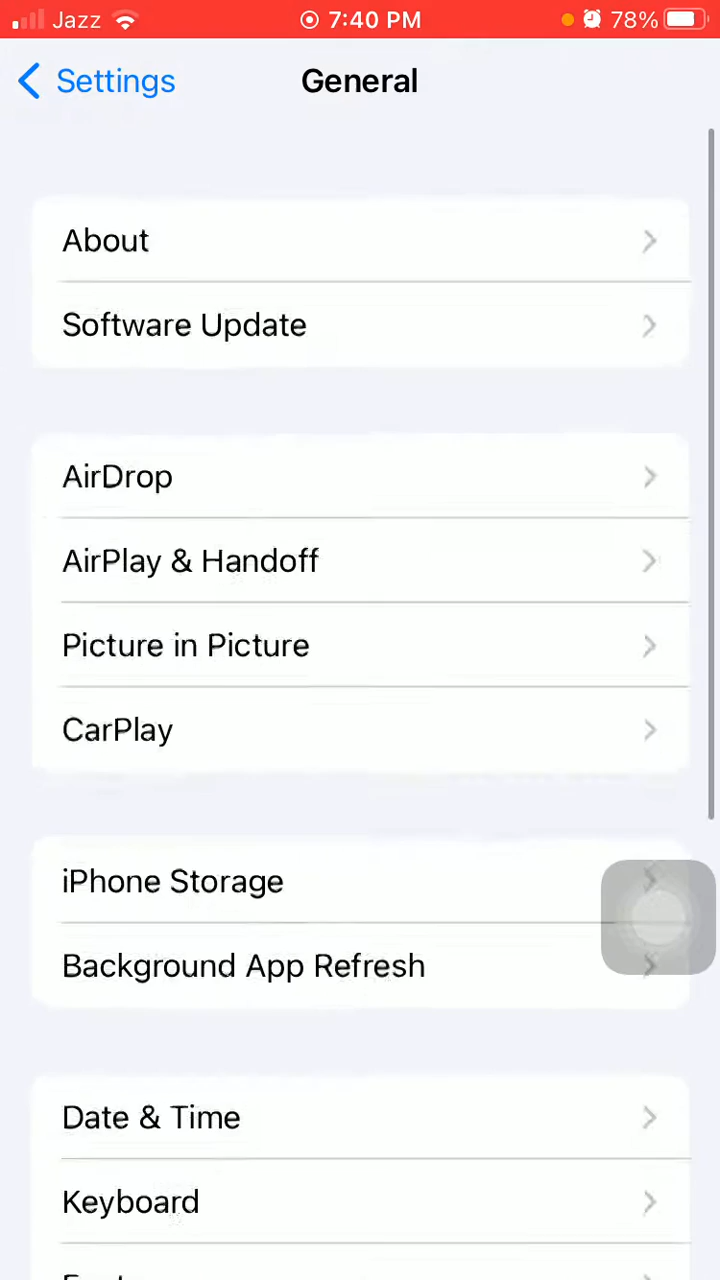 Jazz 7:40 PM 78%
Settings General
About
Software Update
AirDrop
AirPlay & Handoff
Picture in Picture
CarPlay
iPhone Storage
Background App Refresh
Date & Time
Keyboard